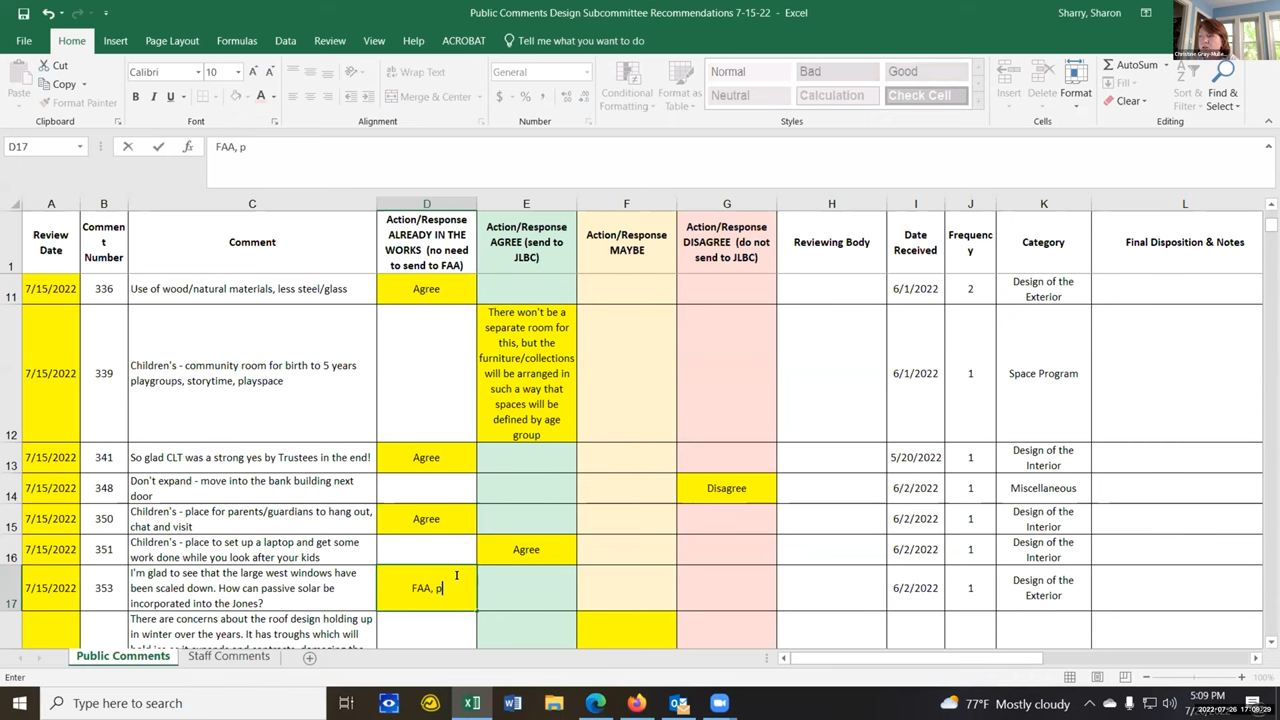 Public Comments Design Subcommittee Recommendations 7-15-22 - Excel
Sharry, Sharon
File Home Insert Page Layout Formulas Data Review View Help ACROBAT Tell me what you want to do
Paste
Cut
Copy
Format Painter
Calibri 10
B I U
Wrap Text
Merge & Center
General
$ % ,
Conditional Formatting
Format as Table
Normal Bad Good
Neutral Calculation Check Cell
Insert Delete Format
AutoSum
Fill
Clear
Sort & Filter
Find & Select
Clipboard Font Alignment Number Styles Cells Editing
D17 FAA, p
A B C D E F G H I J K L
1
Review Date
Commen t Number
Comment
Action/Response ALREADY IN THE WORKS (no need to send to FAA)
Action/Response AGREE (send to JLBC)
Action/Response MAYBE
Action/Response DISAGREE (do not send to JLBC)
Reviewing Body
Date Received
Frequenc y
Category
Final Disposition & Notes
11 7/15/2022 336 Use of wood/natural materials, less steel/glass Agree 6/1/2022 2 Design of the Exterior
12 7/15/2022 339 Children's - community room for birth to 5 years playgroups, storytime, playspace
There won't be a
separate room for
this, but the
furniture/collections
will be arranged in
such a way that
spaces will be
defined by age
group
6/1/2022 1 Space Program
13 7/15/2022 341 So glad CLT was a strong yes by Trustees in the end! Agree 5/20/2022 1 Design of the Interior
14 7/15/2022 348 Don't expand - move into the bank building next door Disagree 6/2/2022 1 Miscellaneous
15 7/15/2022 350 Children's - place for parents/guardians to hang out, chat and visit Agree 6/2/2022 1 Design of the Interior
16 7/15/2022 351 Children's - place to set up a laptop and get some work done while you look after your kids Agree 6/2/2022 1 Design of the Interior
17 7/15/2022 353 I'm glad to see that the large west windows have been scaled down. How can passive solar be incorporated into the Jones? FAA, p 6/2/2022 1 Design of the Exterior
There are concerns about the roof design holding up
in winter over the years. It has troughs which will
Public Comments Staff Comments
Enter
100%
Type here to search
77°F Mostly cloudy
5:09 PM